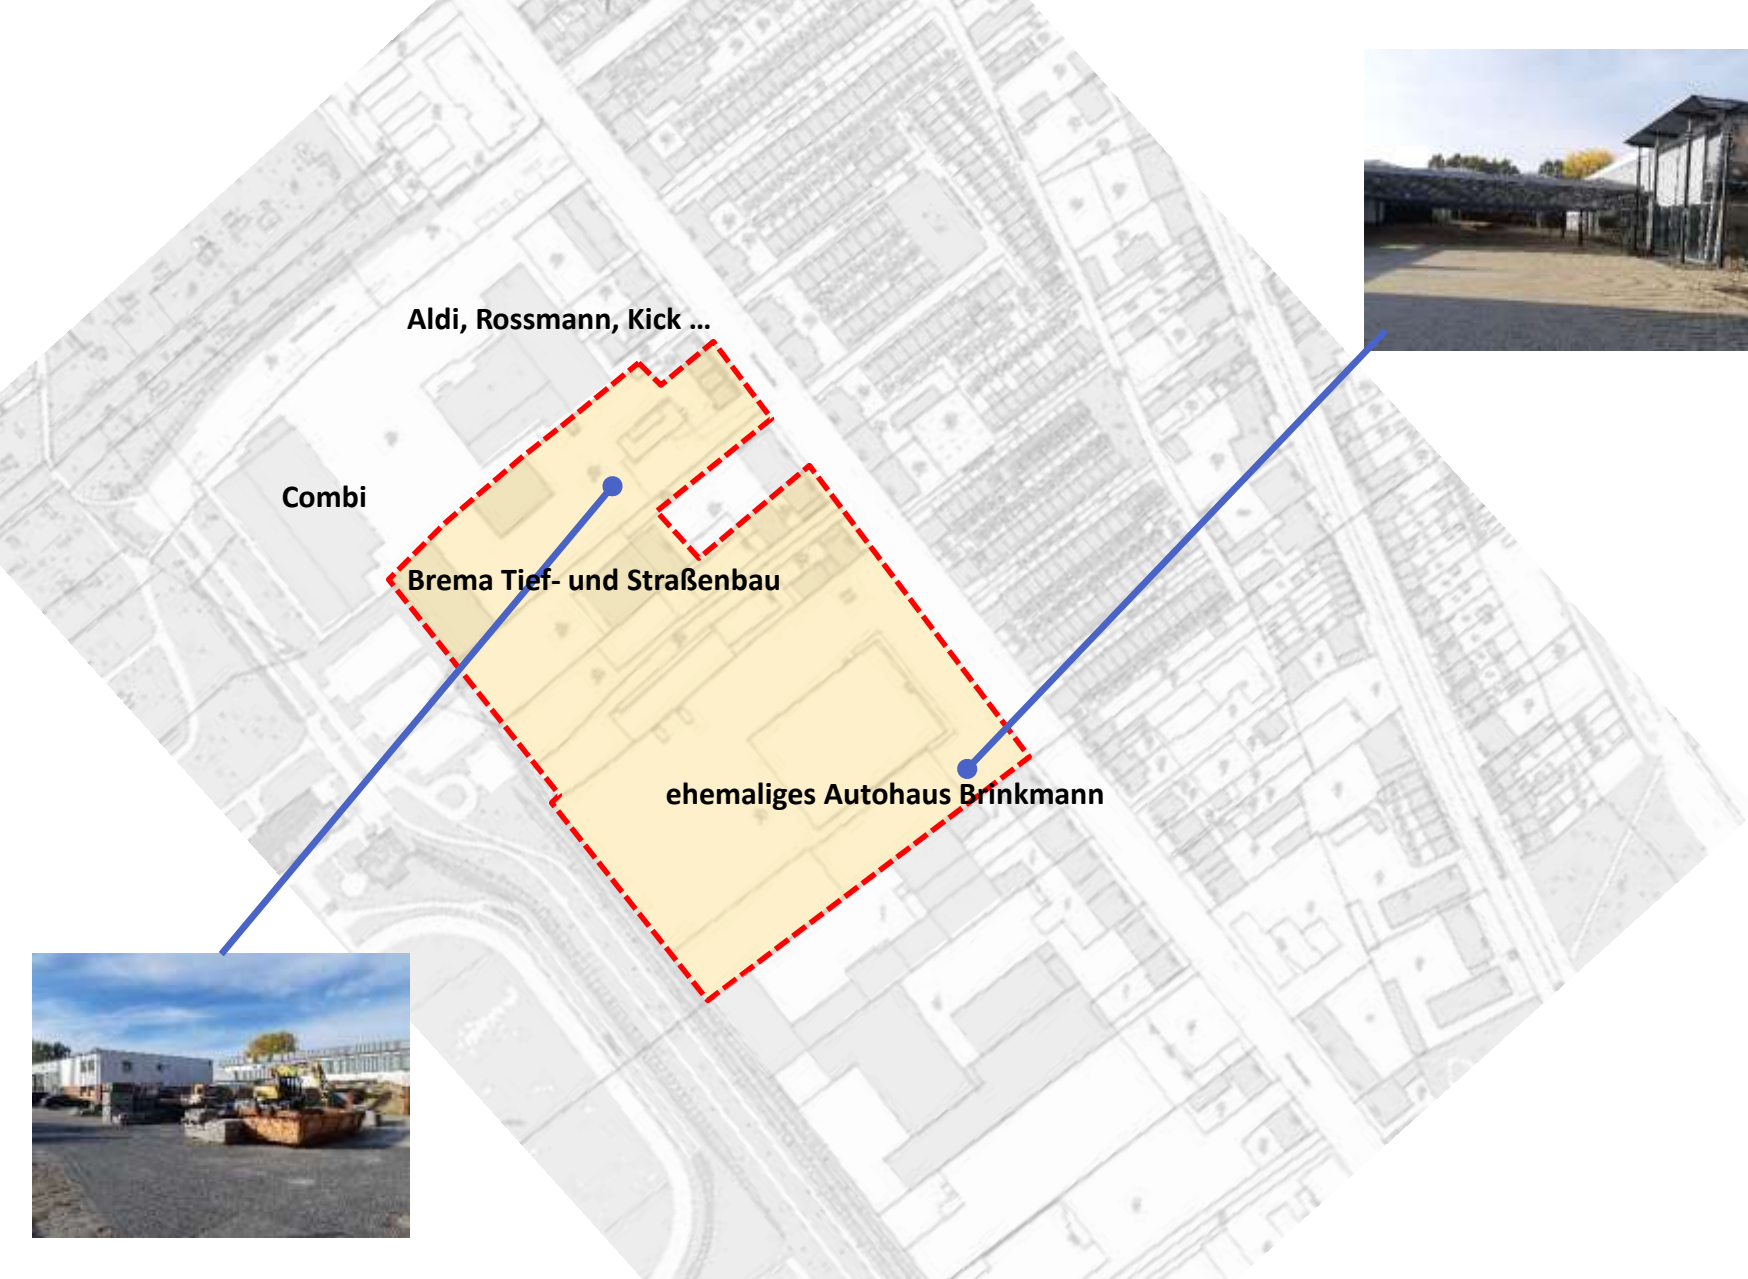 Aldi, Rossmann, Kick ...
Combi
Brema Tief- und Straßenbau
ehemaliges Autohaus Brinkmann